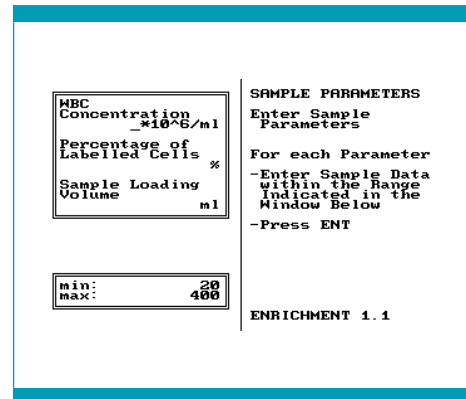 WBC
Concentration
_*10^6/ml
Percentage of
Labelled Cells
%
Sample Loading
Volume
ml
min: 20
max: 400
SAMPLE PARAMETERS
Enter Sample
Parameters
For each Parameter
-Enter Sample Data
within the Range
Indicated in the
Window Below
-Press ENT
ENRICHMENT 1.1